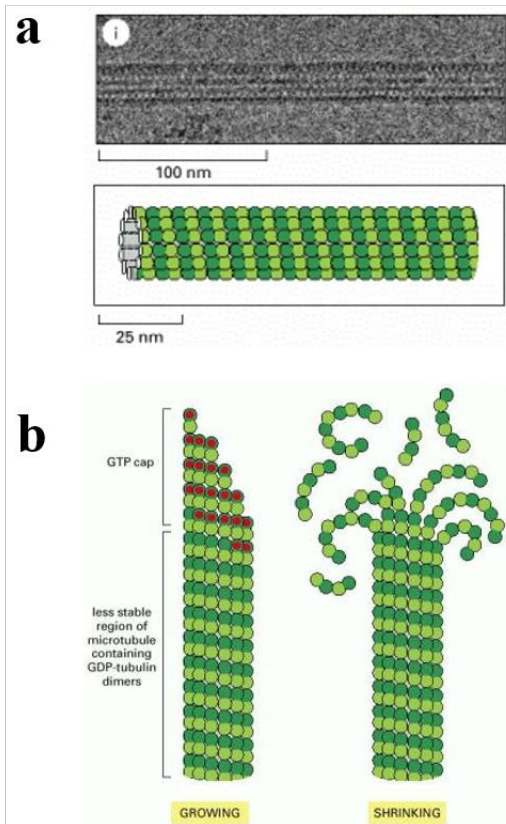 a
i
100 nm
25 nm
b
GTP cap
less stable
region of
microtubule
containing
GDP-tubulin
dimers
GROWING
SHRINKING